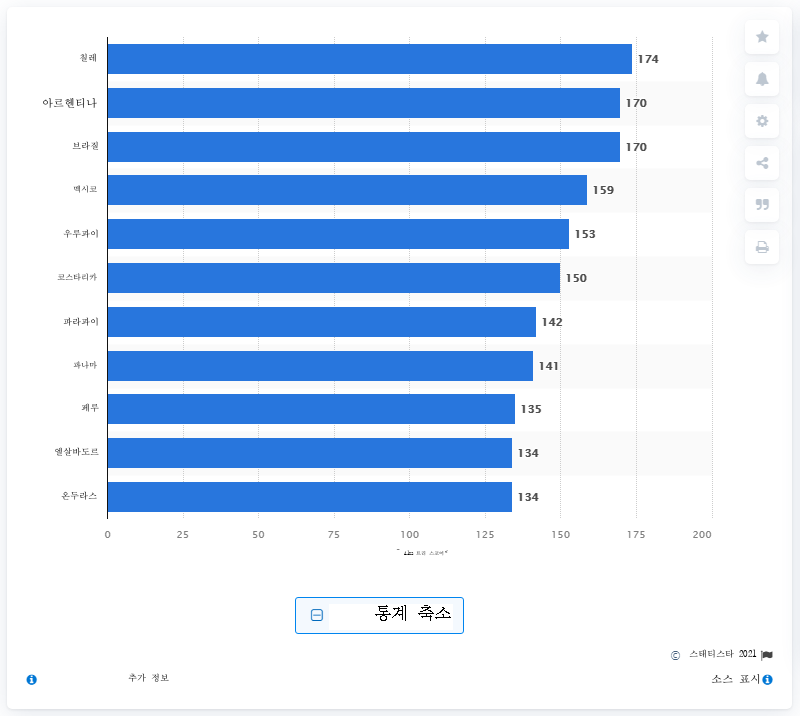 칠레 174
아르헨티나 170
브라질 170
멕시코 159
우루과이 153
코스타리카 150
파라과이 142
파나마 141
페루 135
엘살바도르 134
온두라스 134
0 25 50 75 100 125 150 175 200
통계 축소
© 스태티스타 2021
추가 정보 소스 표시